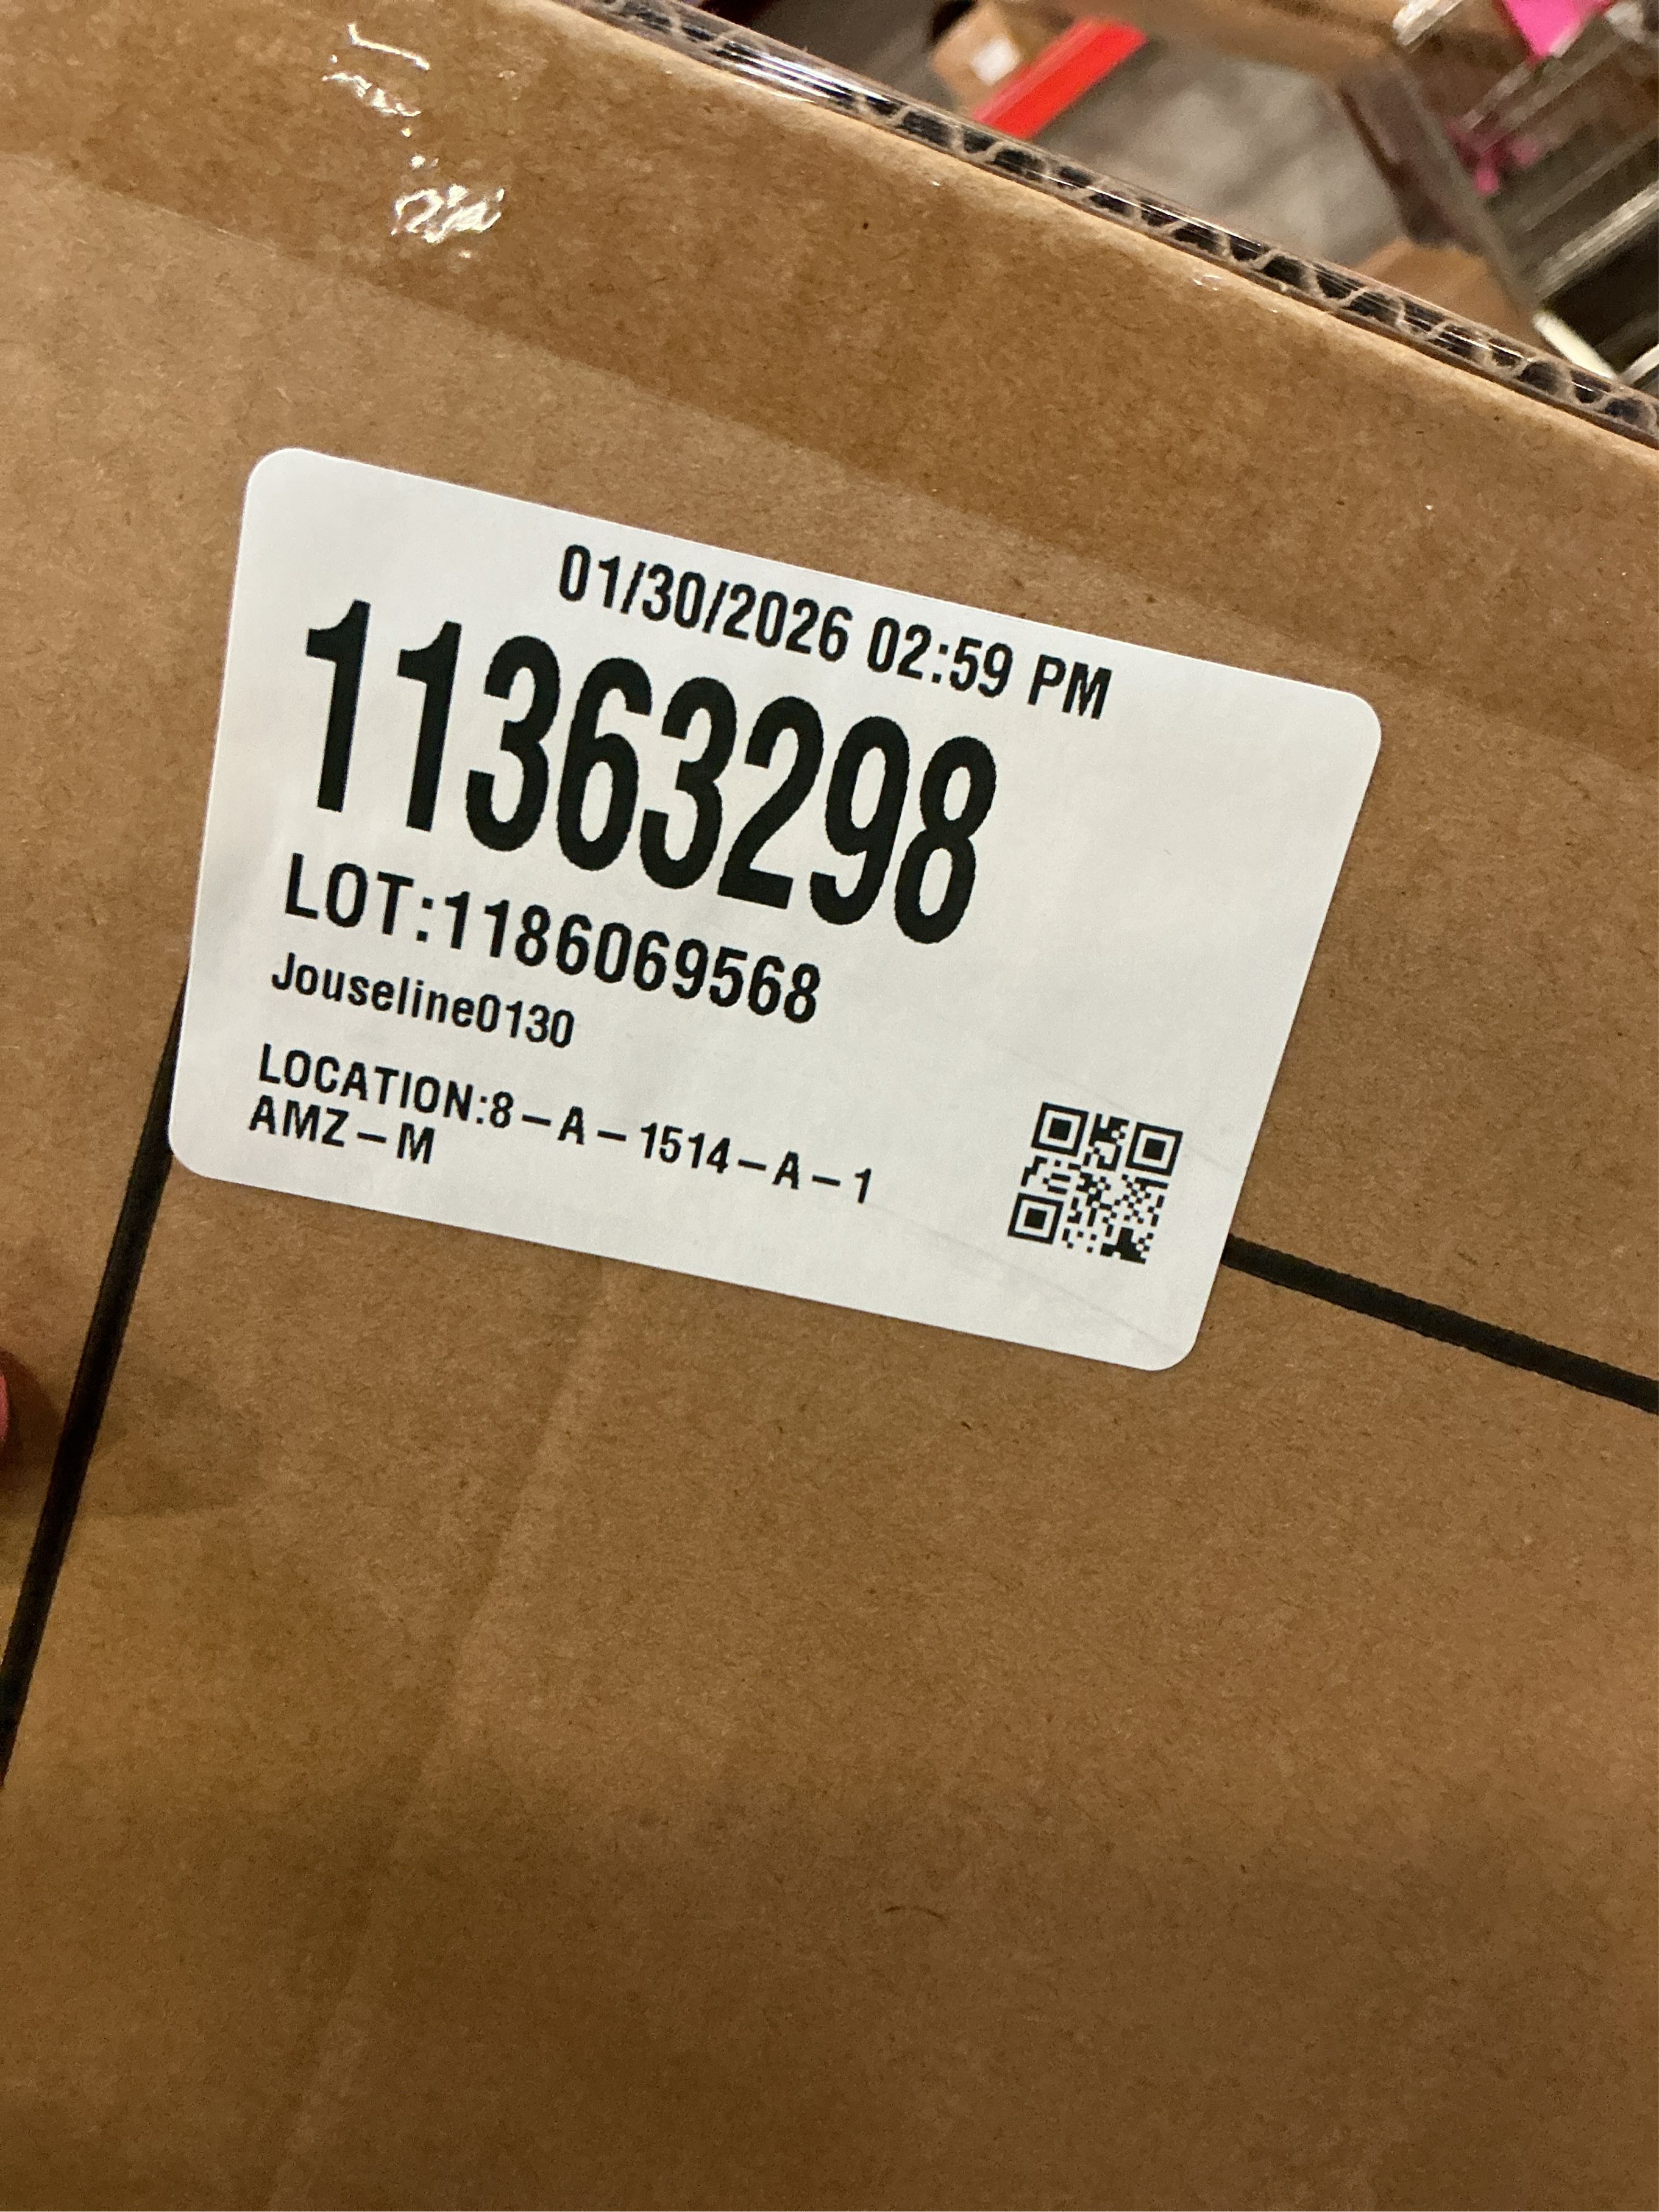 01/30/2026 02:59 PM
11363298
LOT:1186069568
Jouseline0130
LOCATION:8-A-1514-A-1
AMZ-M